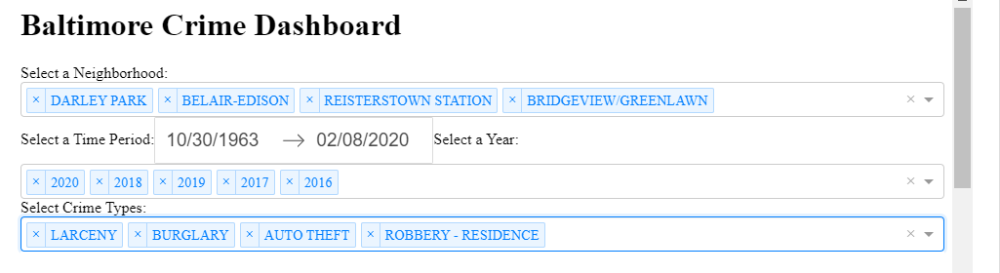 Baltimore Crime Dashboard
Select a Neighborhood:
× DARLEY PARK × BELAIR-EDISON × REISTERSTOWN STATION × BRIDGEVIEW/GREENLAWN ×
Select a Time Period: 10/30/1963 → 02/08/2020 Select a Year:
× 2020 × 2018 × 2019 × 2017 × 2016 ×
Select Crime Types:
× LARCENY × BURGLARY × AUTO THEFT × ROBBERY - RESIDENCE ×